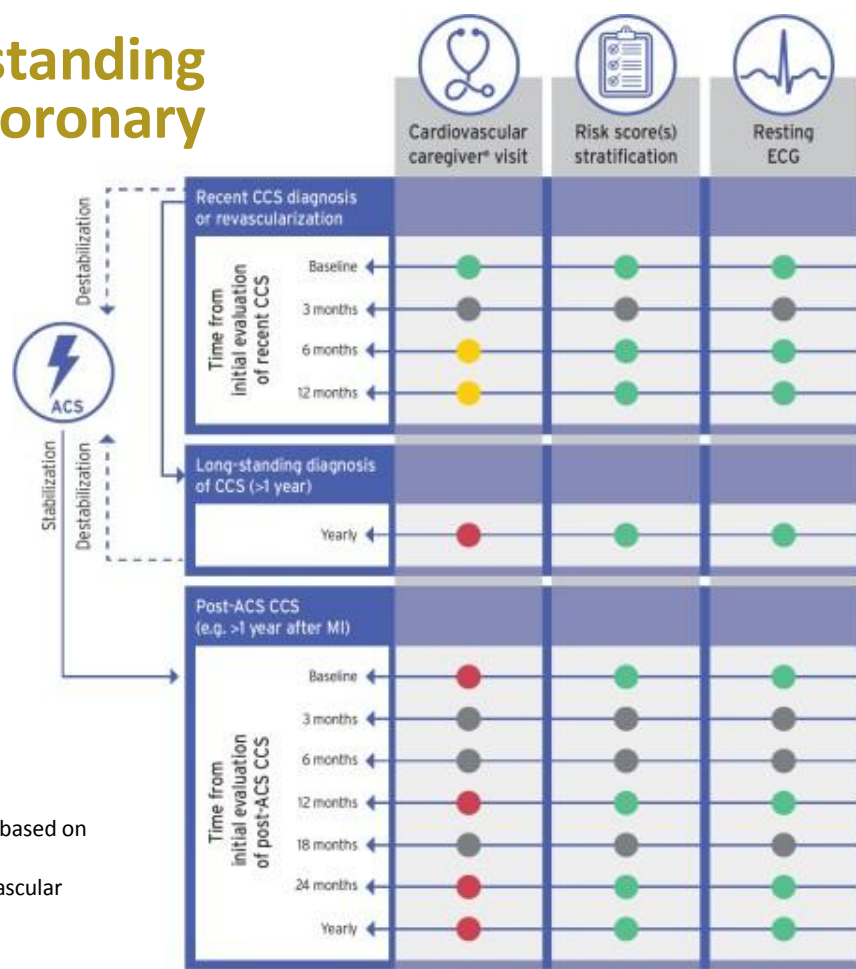 standing
oronary
Cardiovascular
caregiverᵃ visit
Risk score(s)
stratification
Resting
ECG
Recent CCS diagnosis
or revascularization
Destabilization
Time from
initial evaluation
of recent CCS
Baseline
3 months
6 months
12 months
ACS
Stabilization
Destabilization
Long-standing diagnosis
of CCS (>1 year)
Yearly
Post-ACS CCS
(e.g. >1 year after MI)
Time from
initial evaluation
of post-ACS CCS
Baseline
3 months
6 months
12 months
18 months
24 months
Yearly
based on
ascular